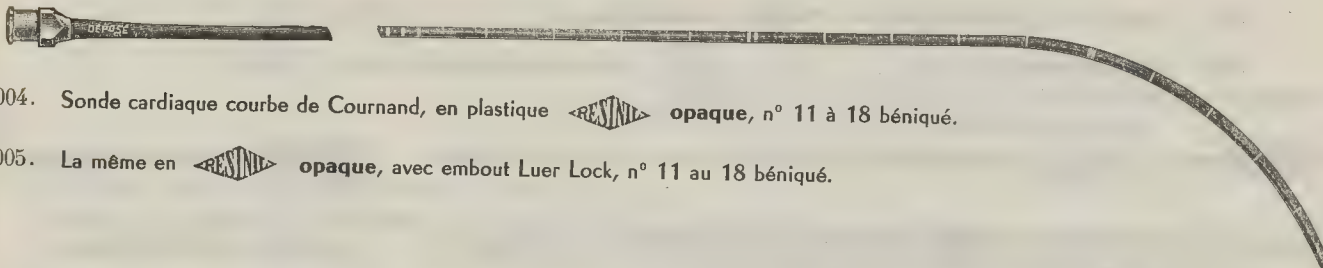 DÉPOSÉ
004. Sonde cardiaque courbe de Cournand, en plastique <RESINIL> opaque, n° 11 à 18 béniqué.
005. La même en <RESINIL> opaque, avec embout Luer Lock, n° 11 au 18 béniqué.